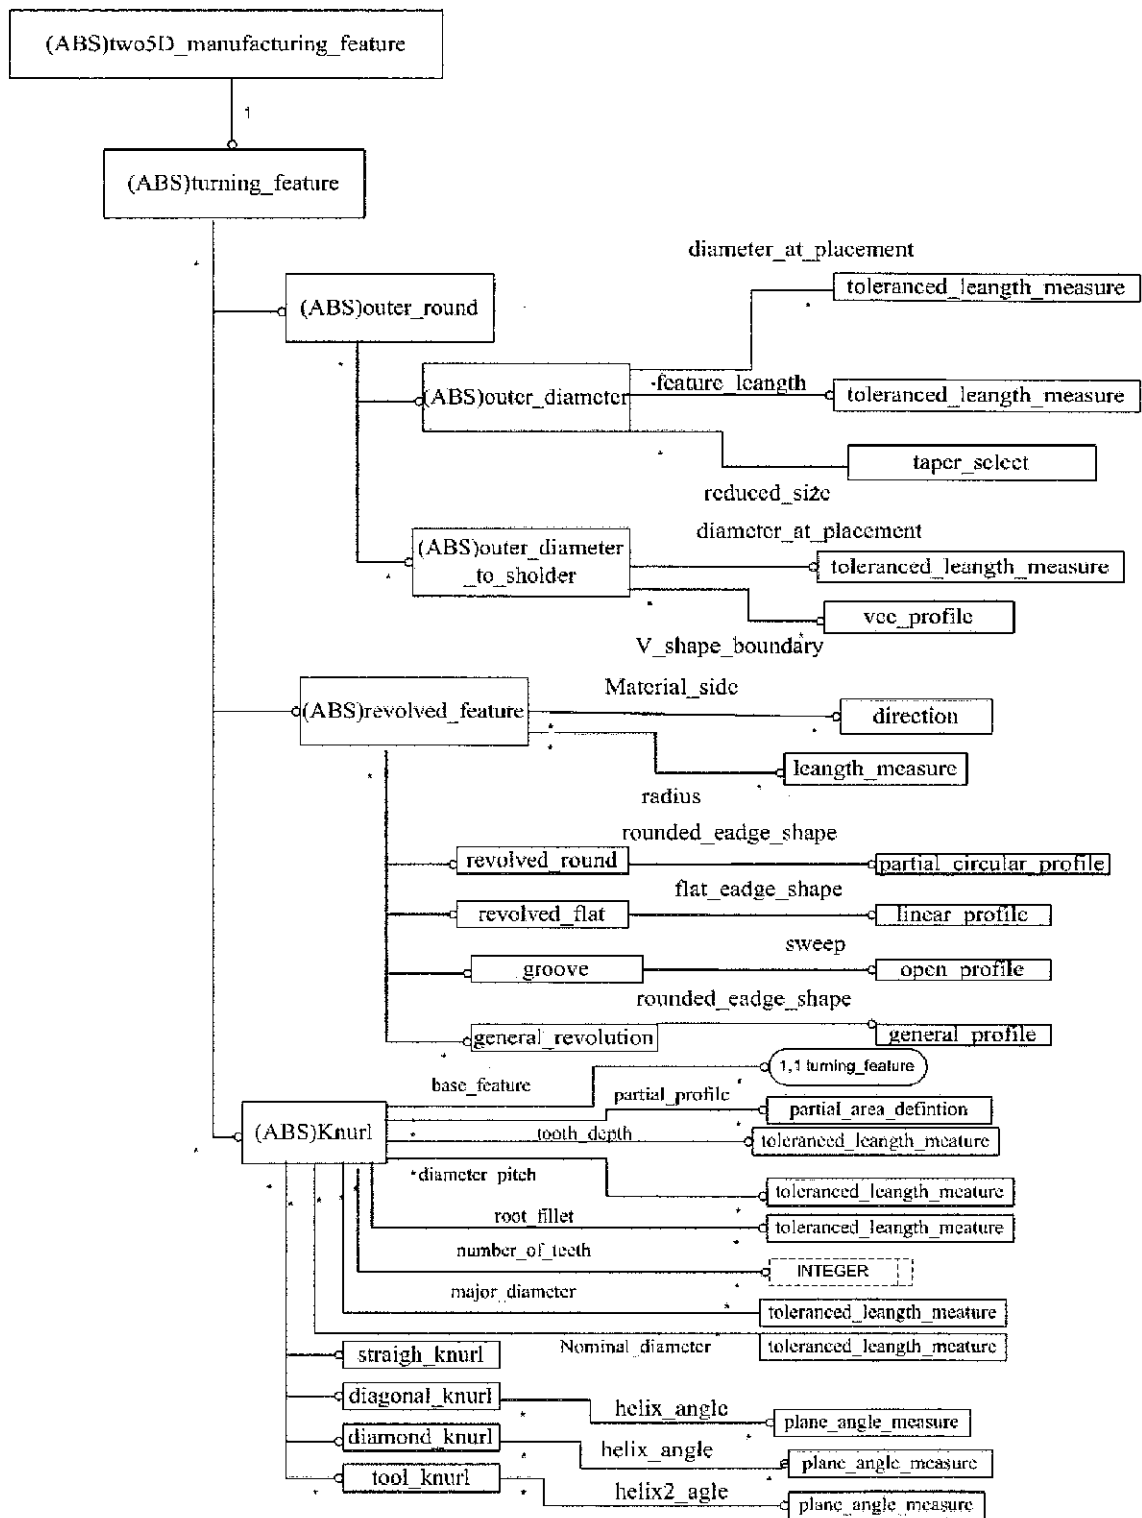 (ABS)two5D_manufacturing_feature
1
(ABS)turning_feature
*
diameter_at_placement
toleranced_leangth_measure
(ABS)outer_round
*
*
(ABS)outer_diameter
feature_leangth
toleranced_leangth_measure
*
taper_select
reduced_size
diameter_at_placement
(ABS)outer_diameter
_to_sholder
*
toleranced_leangth_measure
*
vee_profile
*
V_shape_boundary
Material_side
(ABS)revolved_feature
direction
*
*
*
*
leangth_measure
*
radius
rounded_eadge_shape
revolved_round
partial_circular_profile
flat_eadge_shape
revolved_flat
linear_profile
sweep
groove
open_profile
rounded_eadge_shape
general_revolution
general_profile
*
1,1 turning_feature
base_feature
*
partial_profile
partial_area_defintion
(ABS)Knurl
*
*
tooth_depth
*
toleranced_leangth_meature
*diameter_pitch
toleranced_leangth_meature
*
root_fillet
toleranced_leangth_meature
*
number_of_teeth
INTEGER
major_diameter
*
toleranced_leangth_meature
Nominal_diameter
*
toleranced_leangth_meature
straigh_knurl
diagonal_knurl
*
helix_angle
*
plane_angle_measure
diamond_knurl
*
helix_angle
*
plane_angle_measure
tool_knurl
*
*
helix2_agle
plane_angle_measure